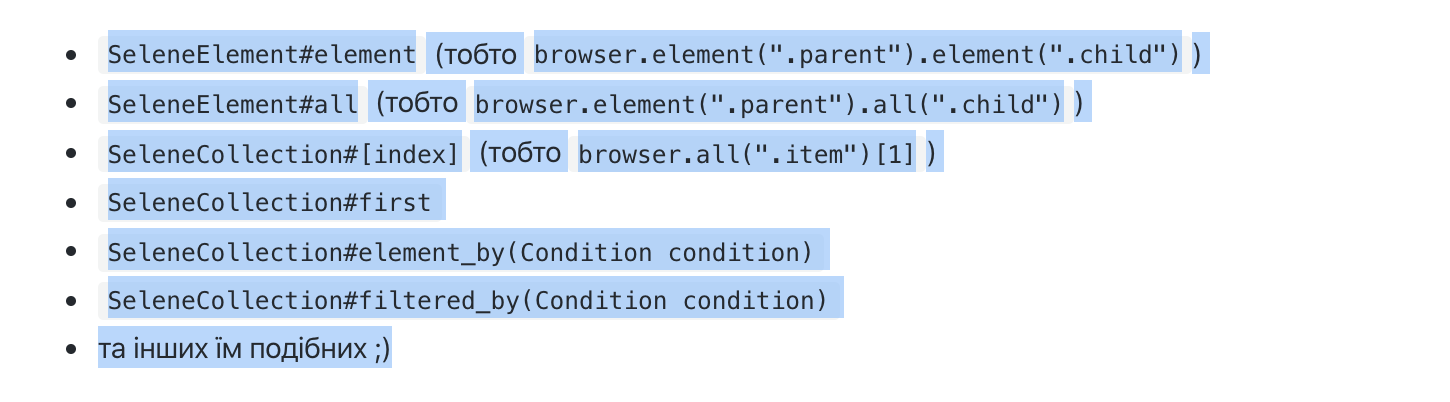 SeleneElement#element (тобто browser.element(".parent").element(".child") )
SeleneElement#all (тобто browser.element(".parent").all(".child") )
SeleneCollection#[index] (тобто browser.all(".item")[1] )
SeleneCollection#first
SeleneCollection#element_by(Condition condition)
SeleneCollection#filtered_by(Condition condition)
та інших їм подібних ;)